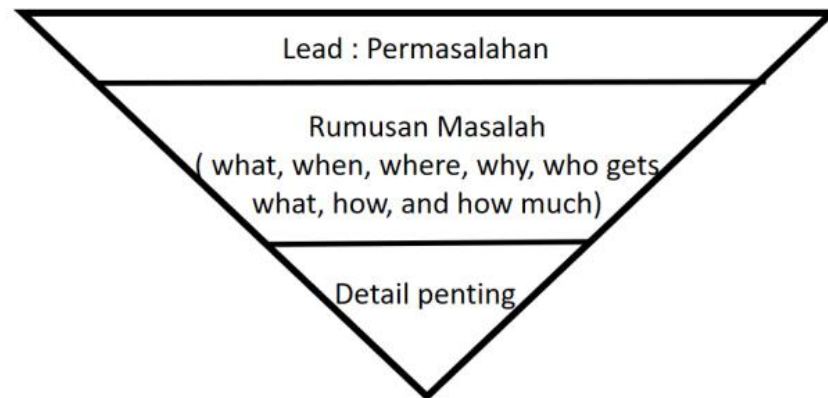 Lead : Permasalahan
Rumusan Masalah
( what, when, where, why, who gets
what, how, and how much)
Detail penting